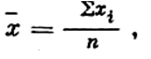 x̄ = Σxᵢ / n ,